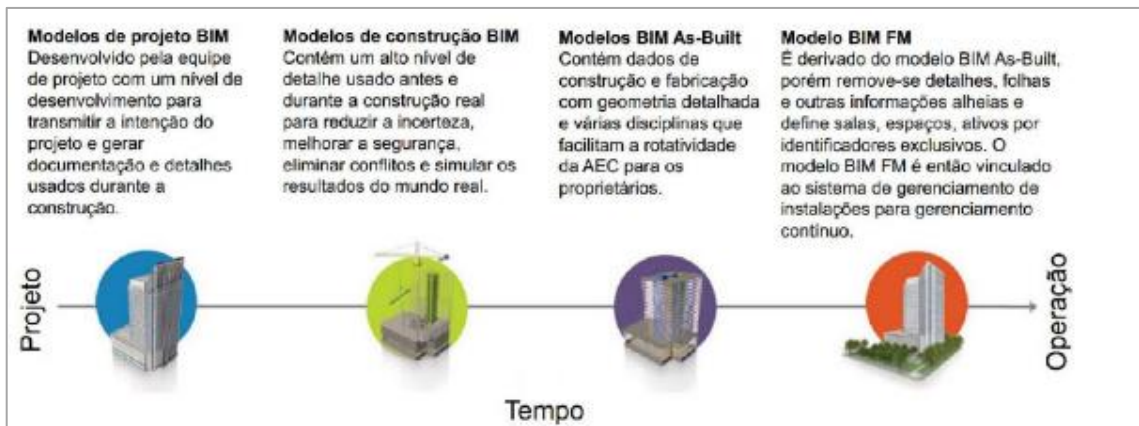 Modelos de projeto BIM
Desenvolvido pela equipe
de projeto com um nível de
desenvolvimento para
transmitir a intenção do
projeto e gerar
documentação e detalhes
usados durante a
construção.
Modelos de construção BIM
Contém um alto nível de
detalhe usado antes e
durante a construção real
para reduzir a incerteza,
melhorar a segurança,
eliminar conflitos e simular os
resultados do mundo real.
Modelos BIM As-Built
Contém dados de
construção e fabricação
com geometria detalhada
e várias disciplinas que
facilitam a rotatividade
da AEC para os
proprietários.
Modelo BIM FM
É derivado do modelo BIM As-Built,
porém remove-se detalhes, folhas
e outras informações alheias e
define salas, espaços, ativos por
identificadores exclusivos. O
modelo BIM FM é então vinculado
ao sistema de gerenciamento de
instalações para gerenciamento
contínuo.
Projeto
Operação
Tempo